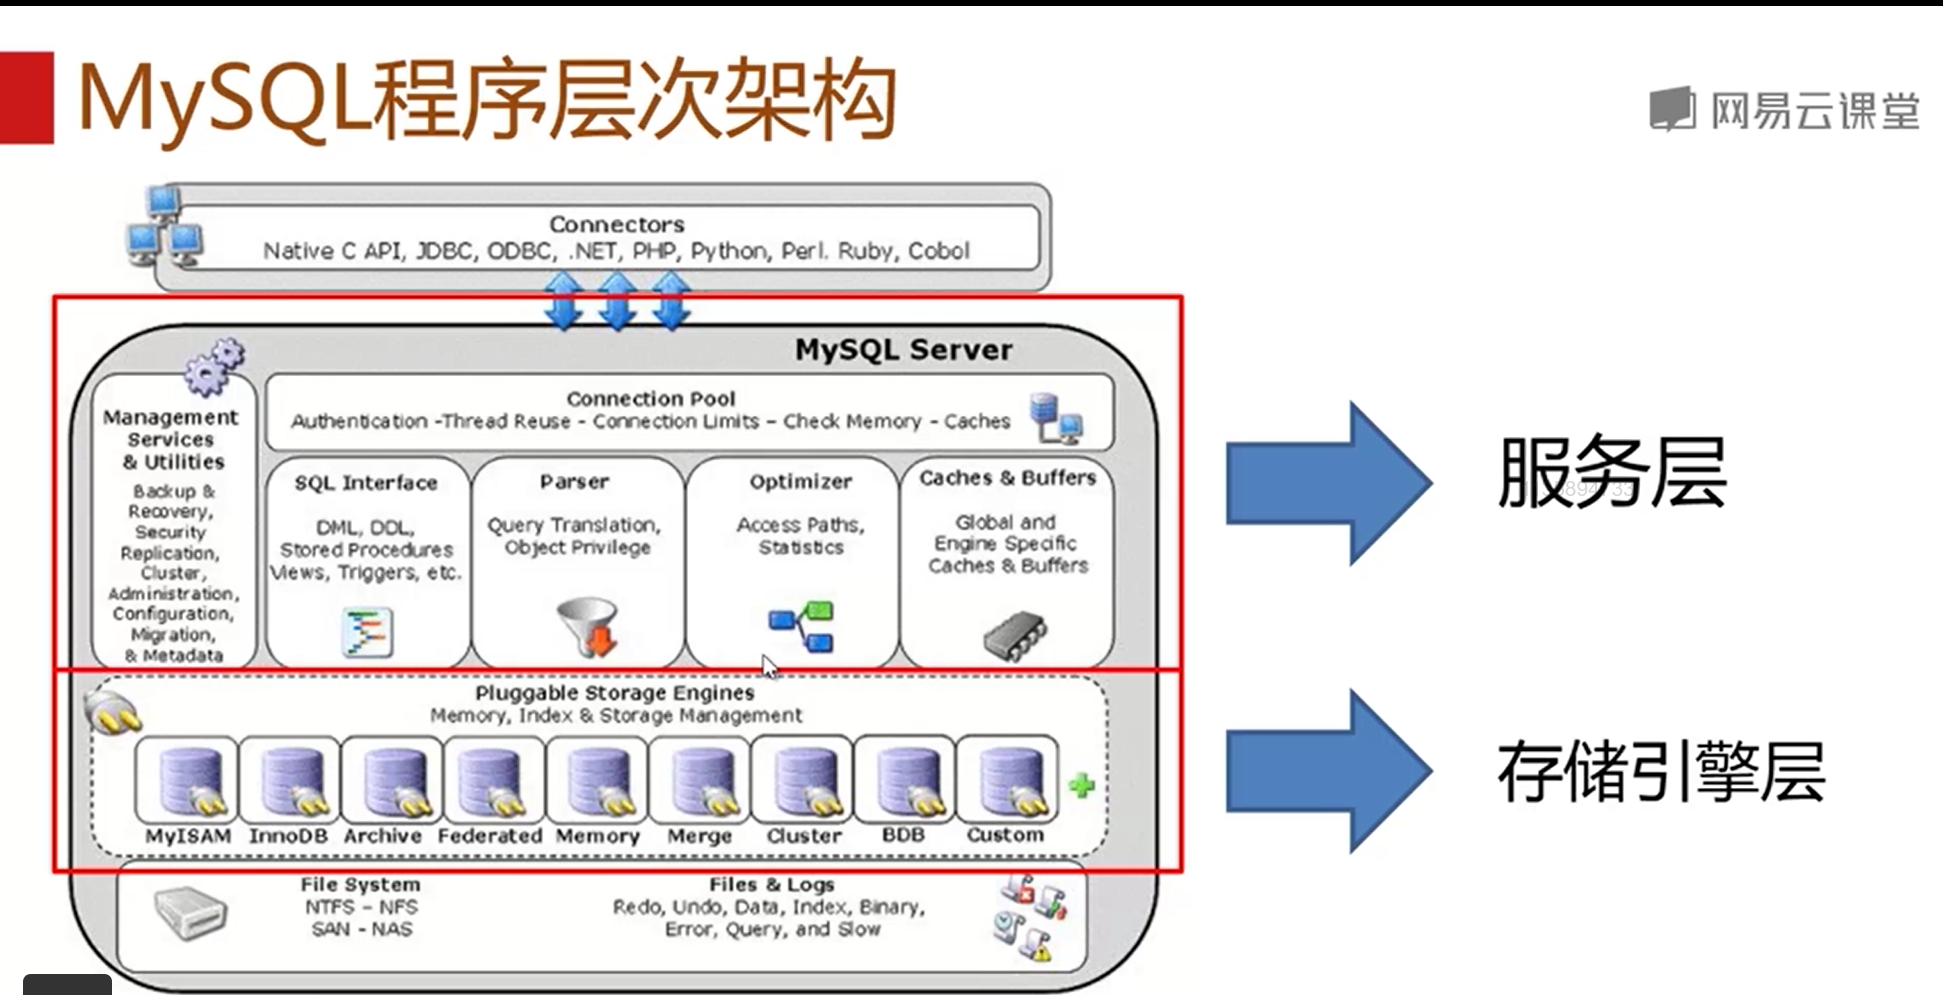 MySQL程序层次架构
网易云课堂
Connectors
Native C API, JDBC, ODBC, .NET, PHP, Python, Perl. Ruby, Cobol
MySQL Server
Management
Services
& Utilities
Backup &
Recovery,
Security
Replication,
Cluster,
Administration,
Configuration,
Migration,
& Metadata
Connection Pool
Authentication -Thread Reuse - Connection Limits – Check Memory - Caches
SQL Interface
DML, DDL,
Stored Procedures
Views, Triggers, etc.
Parser
Query Translation,
Object Privilege
Optimizer
Access Paths,
Statistics
Caches & Buffers
Global and
Engine Specific
Caches & Buffers
服务层
Pluggable Storage Engines
Memory, Index & Storage Management
MyISAM
InnoDB
Archive
Federated
Memory
Merge
Cluster
BDB
Custom
存储引擎层
File System
NTFS – NFS
SAN - NAS
Files & Logs
Redo, Undo, Data, Index, Binary,
Error, Query, and Slow